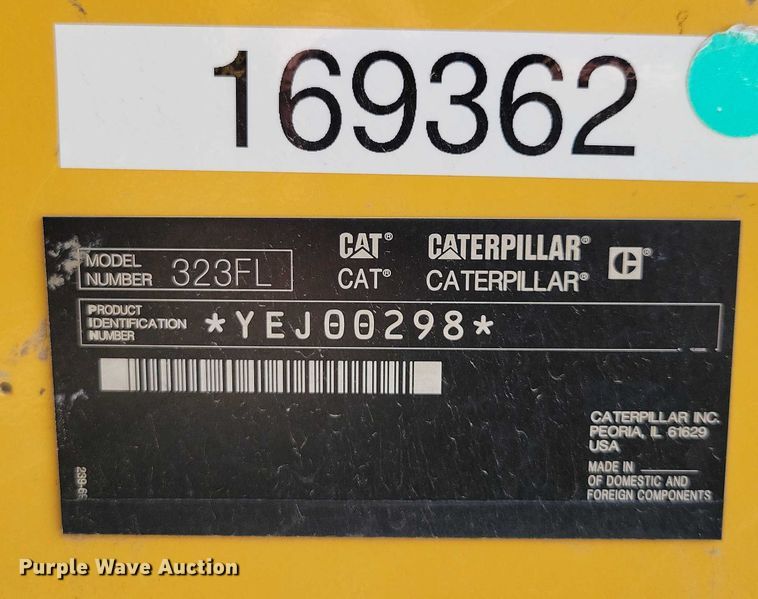 169362
MODEL NUMBER 323FL
CAT® CATERPILLAR® C®
CAT® CATERPILLAR®
PRODUCT
IDENTIFICATION
NUMBER
*YEJ00298*
CATERPILLAR INC.
PEORIA, IL 61629
USA
MADE IN ______
OF DOMESTIC AND
FOREIGN COMPONENTS
Purple Wave Auction